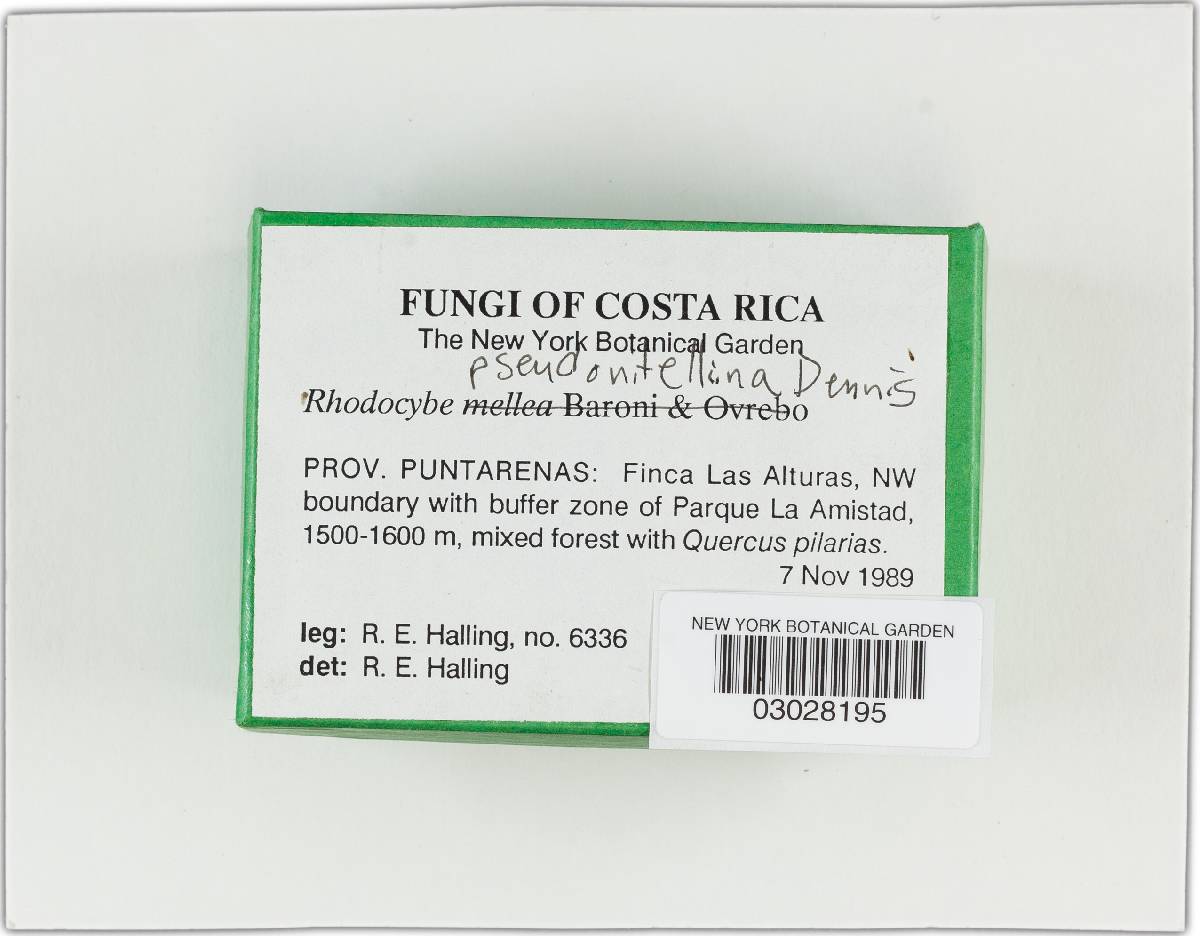 FUNGI OF COSTA RICA
The New York Botanical Garden
pseudonitellina Dennis
Rhodocybe mellea Baroni & Ovrebo
PROV. PUNTARENAS: Finca Las Alturas, NW
boundary with buffer zone of Parque La Amistad,
1500-1600 m, mixed forest with Quercus pilarias.
7 Nov 1989
leg: R. E. Halling, no. 6336
det: R. E. Halling
NEW YORK BOTANICAL GARDEN
03028195